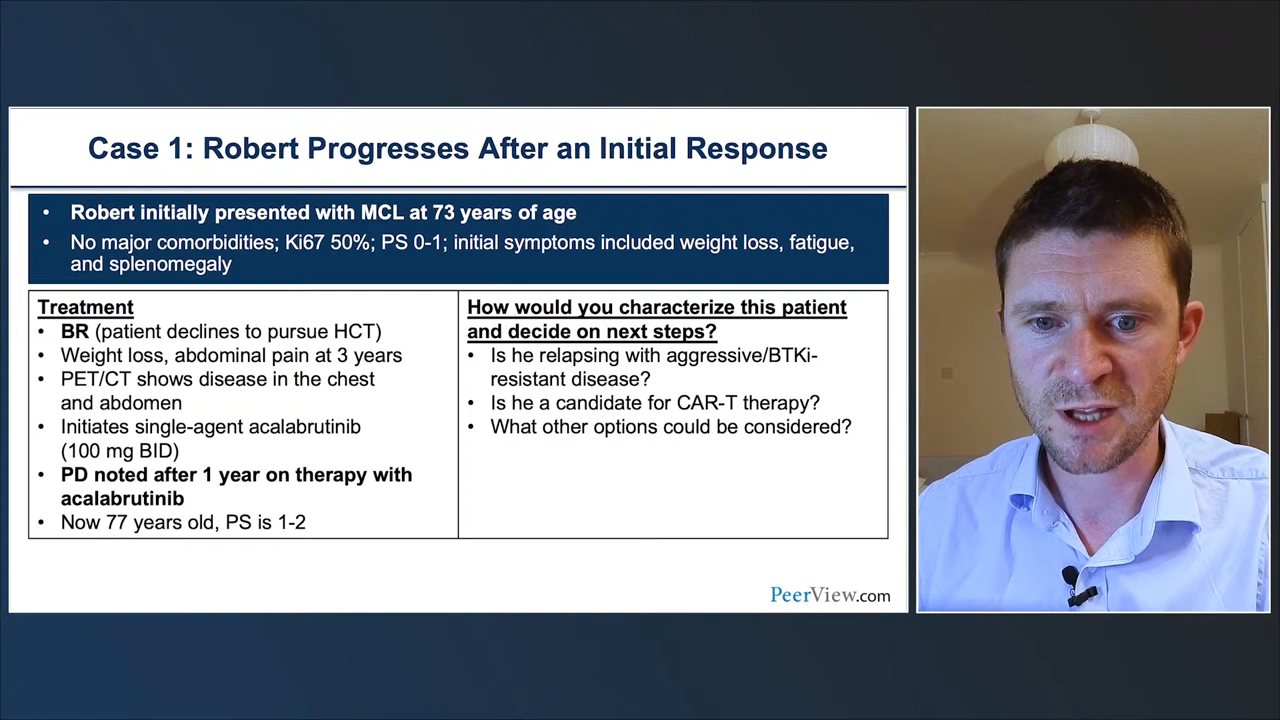 Case 1: Robert Progresses After an Initial Response
• Robert initially presented with MCL at 73 years of age
• No major comorbidities; Ki67 50%; PS 0-1; initial symptoms included weight loss, fatigue,
and splenomegaly
Treatment
• BR (patient declines to pursue HCT)
• Weight loss, abdominal pain at 3 years
• PET/CT shows disease in the chest
and abdomen
• Initiates single-agent acalabrutinib
(100 mg BID)
• PD noted after 1 year on therapy with
acalabrutinib
• Now 77 years old, PS is 1-2
How would you characterize this patient
and decide on next steps?
• Is he relapsing with aggressive/BTKi-
resistant disease?
• Is he a candidate for CAR-T therapy?
• What other options could be considered?
PeerView.com